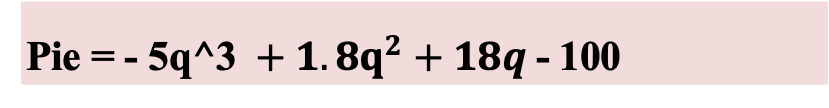 Pie = - 5q^3 + 1.8q² + 18q - 100